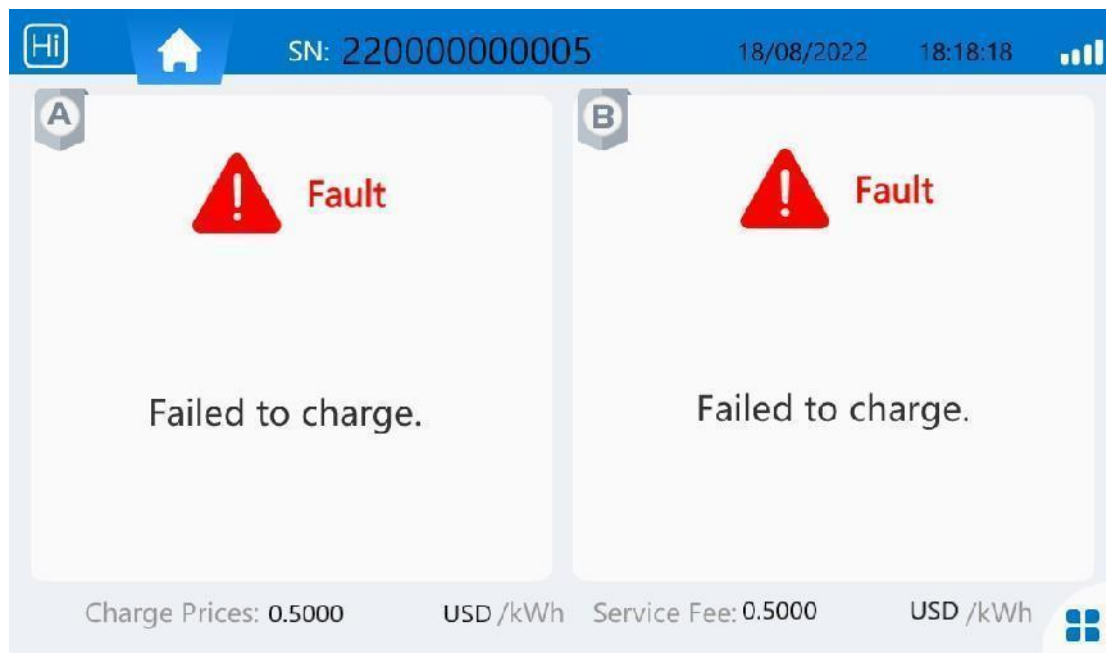 Hi SN: 220000000005 18/08/2022 18:18:18
A B
Fault Fault
Failed to charge. Failed to charge.
Charge Prices: 0.5000 USD /kWh Service Fee: 0.5000 USD /kWh